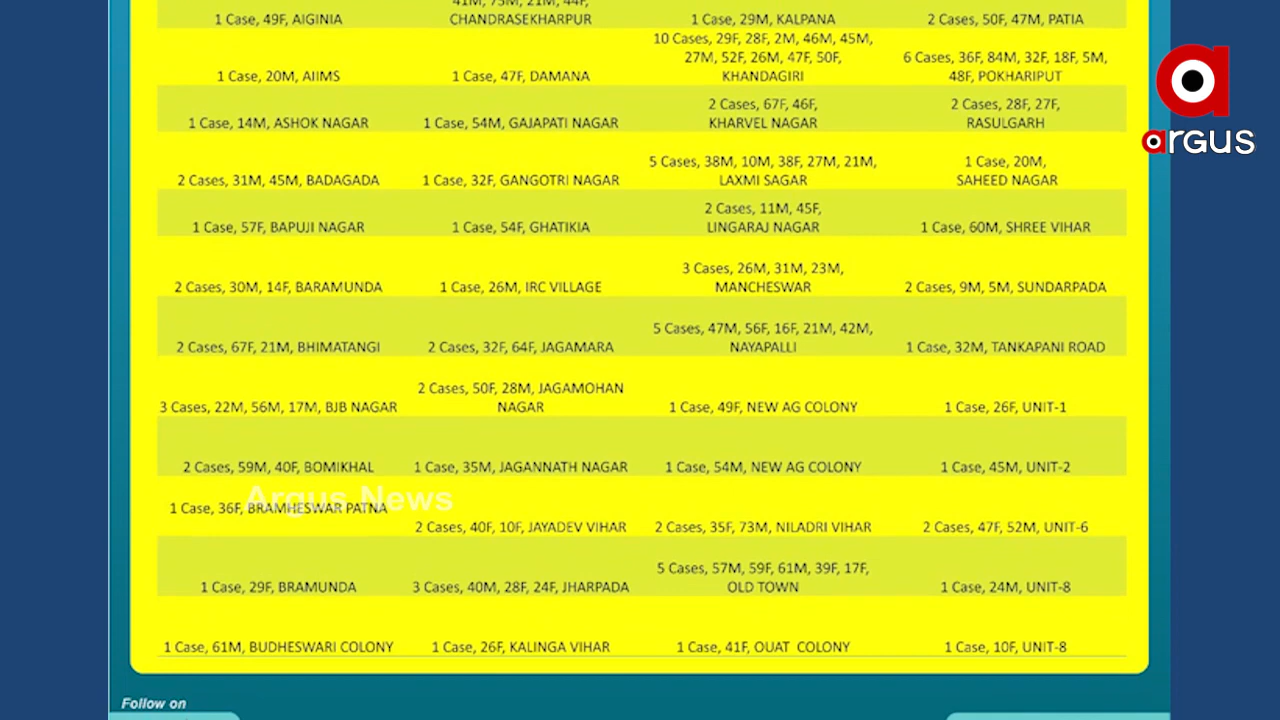 41M, 75M, 21M, 44F,
1 Case, 49F, AIGINIA
CHANDRASEKHARPUR
1 Case, 29M, KALPANA
2 Cases, 50F, 47M, PATIA
1 Case, 20M, AIIMS
1 Case, 47F, DAMANA
10 Cases, 29F, 28F, 2M, 46M, 45M,
27M, 52F, 26M, 47F, 50F,
KHANDAGIRI
6 Cases, 36F, 84M, 32F, 18F, 5M,
48F, POKHARIPUT
1 Case, 14M, ASHOK NAGAR
1 Case, 54M, GAJAPATI NAGAR
2 Cases, 67F, 46F,
KHARVEL NAGAR
2 Cases, 28F, 27F,
RASULGARH
2 Cases, 31M, 45M, BADAGADA
1 Case, 32F, GANGOTRI NAGAR
5 Cases, 38M, 10M, 38F, 27M, 21M,
LAXMI SAGAR
1 Case, 20M,
SAHEED NAGAR
1 Case, 57F, BAPUJI NAGAR
1 Case, 54F, GHATIKIA
2 Cases, 11M, 45F,
LINGARAJ NAGAR
1 Case, 60M, SHREE VIHAR
2 Cases, 30M, 14F, BARAMUNDA
1 Case, 26M, IRC VILLAGE
3 Cases, 26M, 31M, 23M,
MANCHESWAR
2 Cases, 9M, 5M, SUNDARPADA
2 Cases, 67F, 21M, BHIMATANGI
2 Cases, 32F, 64F, JAGAMARA
5 Cases, 47M, 56F, 16F, 21M, 42M,
NAYAPALLI
1 Case, 32M, TANKAPANI ROAD
3 Cases, 22M, 56M, 17M, BJB NAGAR
2 Cases, 50F, 28M, JAGAMOHAN
NAGAR
1 Case, 49F, NEW AG COLONY
1 Case, 26F, UNIT-1
2 Cases, 59M, 40F, BOMIKHAL
1 Case, 35M, JAGANNATH NAGAR
1 Case, 54M, NEW AG COLONY
1 Case, 45M, UNIT-2
1 Case, 36F, BRAMHESWAR PATNA
2 Cases, 40F, 10F, JAYADEV VIHAR
2 Cases, 35F, 73M, NILADRI VIHAR
2 Cases, 47F, 52M, UNIT-6
1 Case, 29F, BRAMUNDA
3 Cases, 40M, 28F, 24F, JHARPADA
5 Cases, 57M, 59F, 61M, 39F, 17F,
OLD TOWN
1 Case, 24M, UNIT-8
1 Case, 61M, BUDHESWARI COLONY
1 Case, 26F, KALINGA VIHAR
1 Case, 41F, OUAT COLONY
1 Case, 10F, UNIT-8
Argus News
Follow on
argus